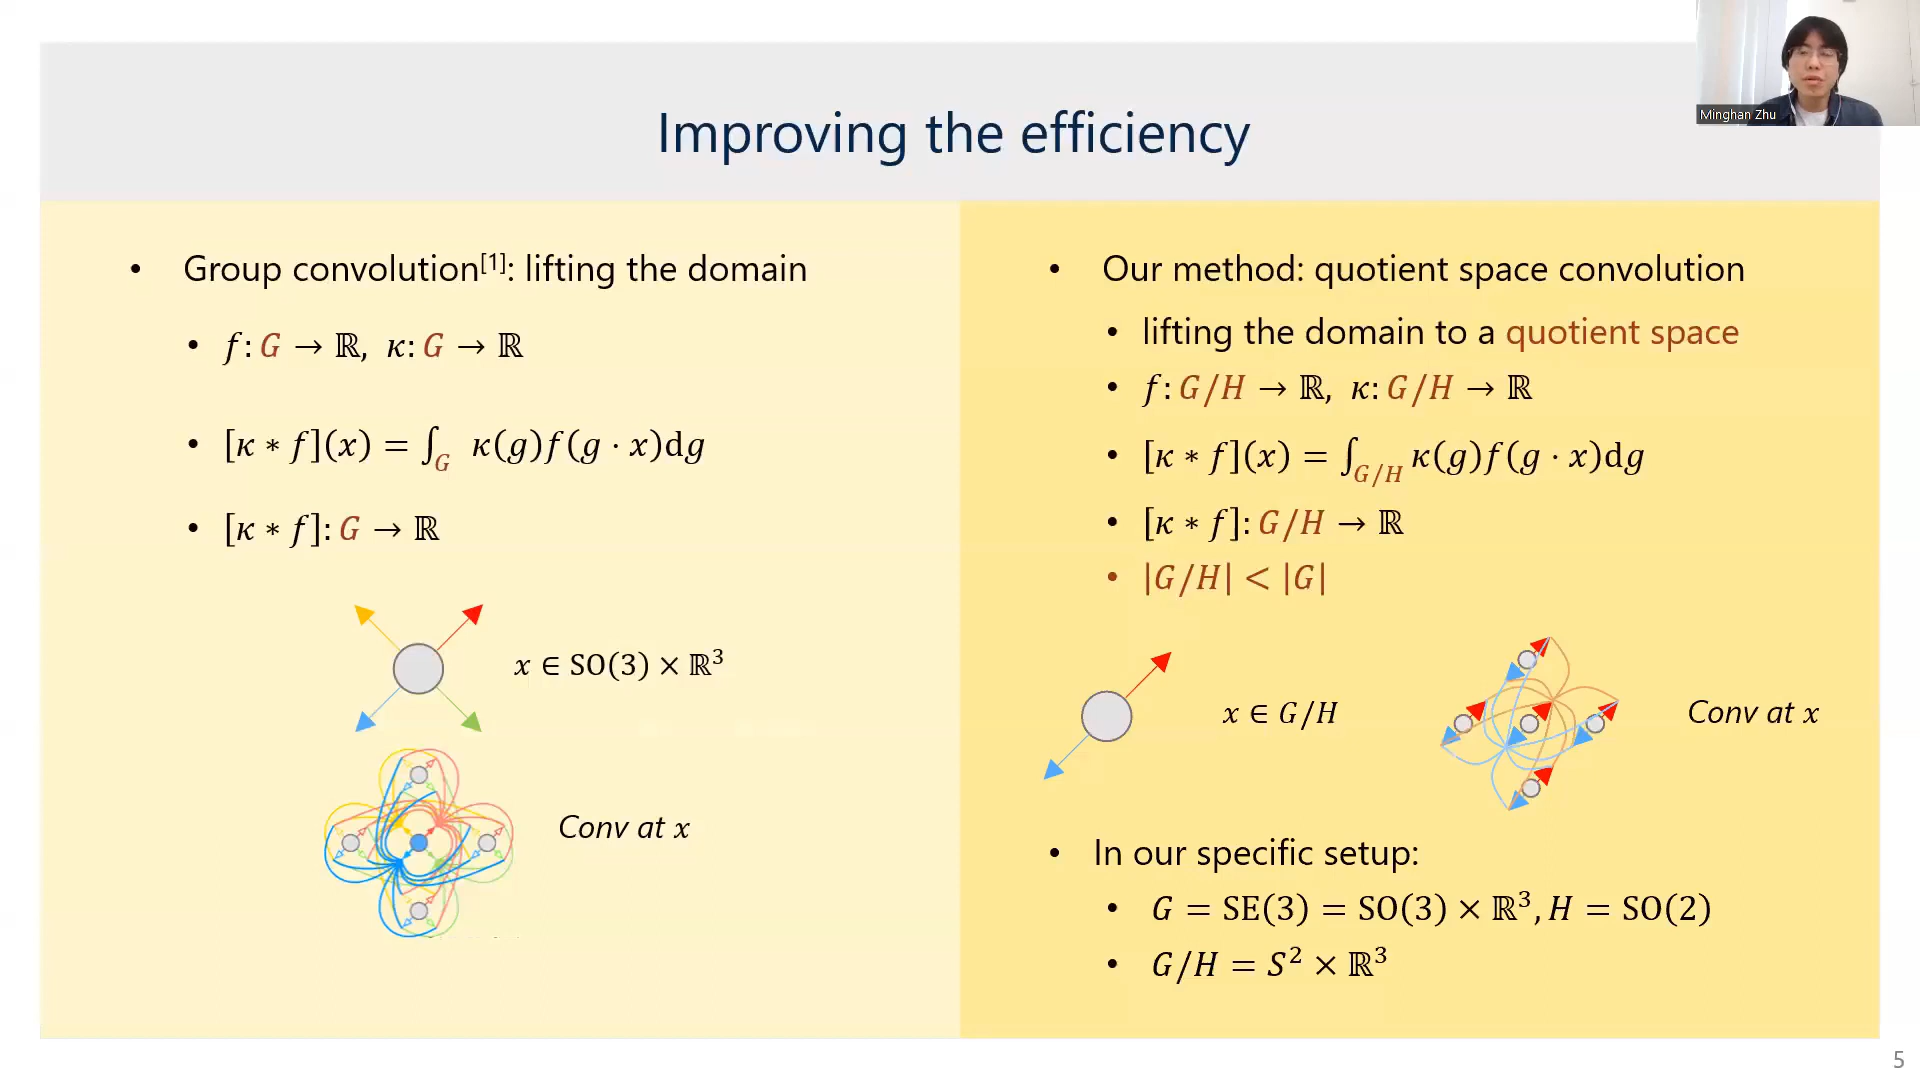 Minghan Zhu
Improving the efficiency
• Group convolution[1]: lifting the domain
• f: G → ℝ, κ: G → ℝ
• [κ ∗ f](x) = ∫_G κ(g)f(g · x)dg
• [κ ∗ f]: G → ℝ
x ∈ SO(3) × ℝ³
Conv at x
• Our method: quotient space convolution
• lifting the domain to a quotient space
• f: G/H → ℝ, κ: G/H → ℝ
• [κ ∗ f](x) = ∫_{G/H} κ(g)f(g · x)dg
• [κ ∗ f]: G/H → ℝ
• |G/H| < |G|
x ∈ G/H
Conv at x
• In our specific setup:
• G = SE(3) = SO(3) × ℝ³, H = SO(2)
• G/H = S² × ℝ³
5